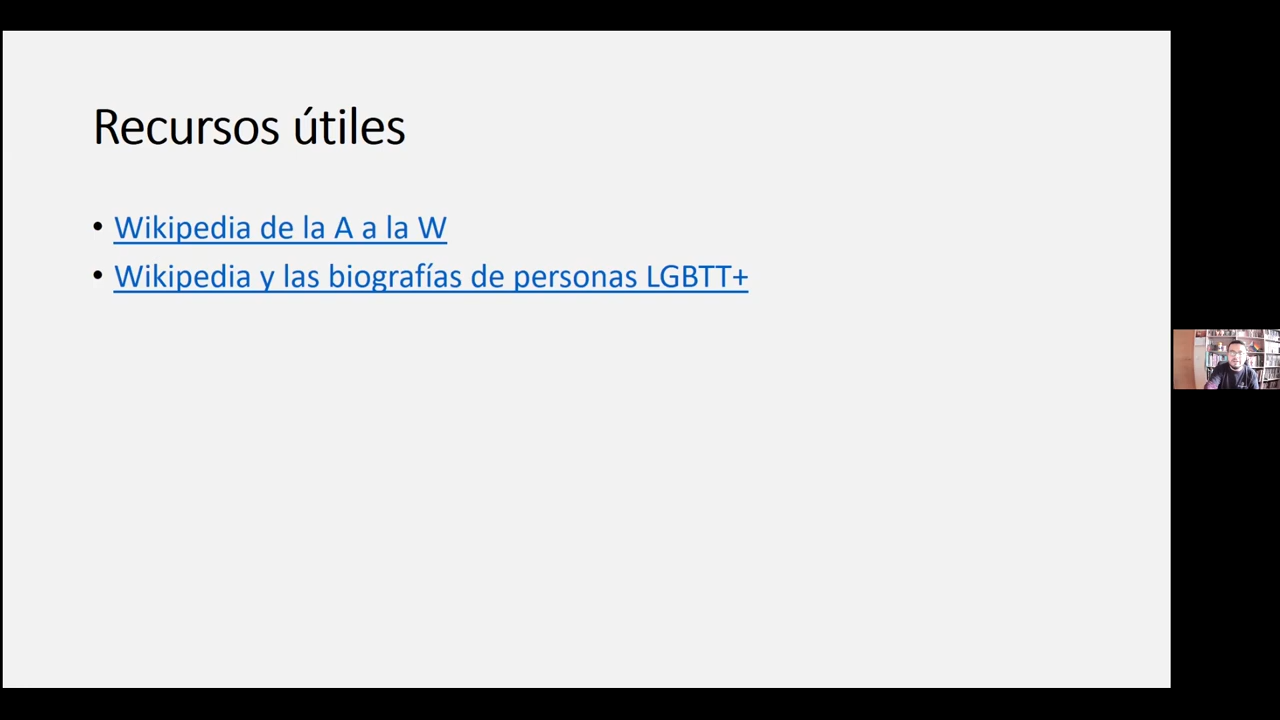 Recursos útiles
• Wikipedia de la A a la W
• Wikipedia y las biografías de personas LGBTT+